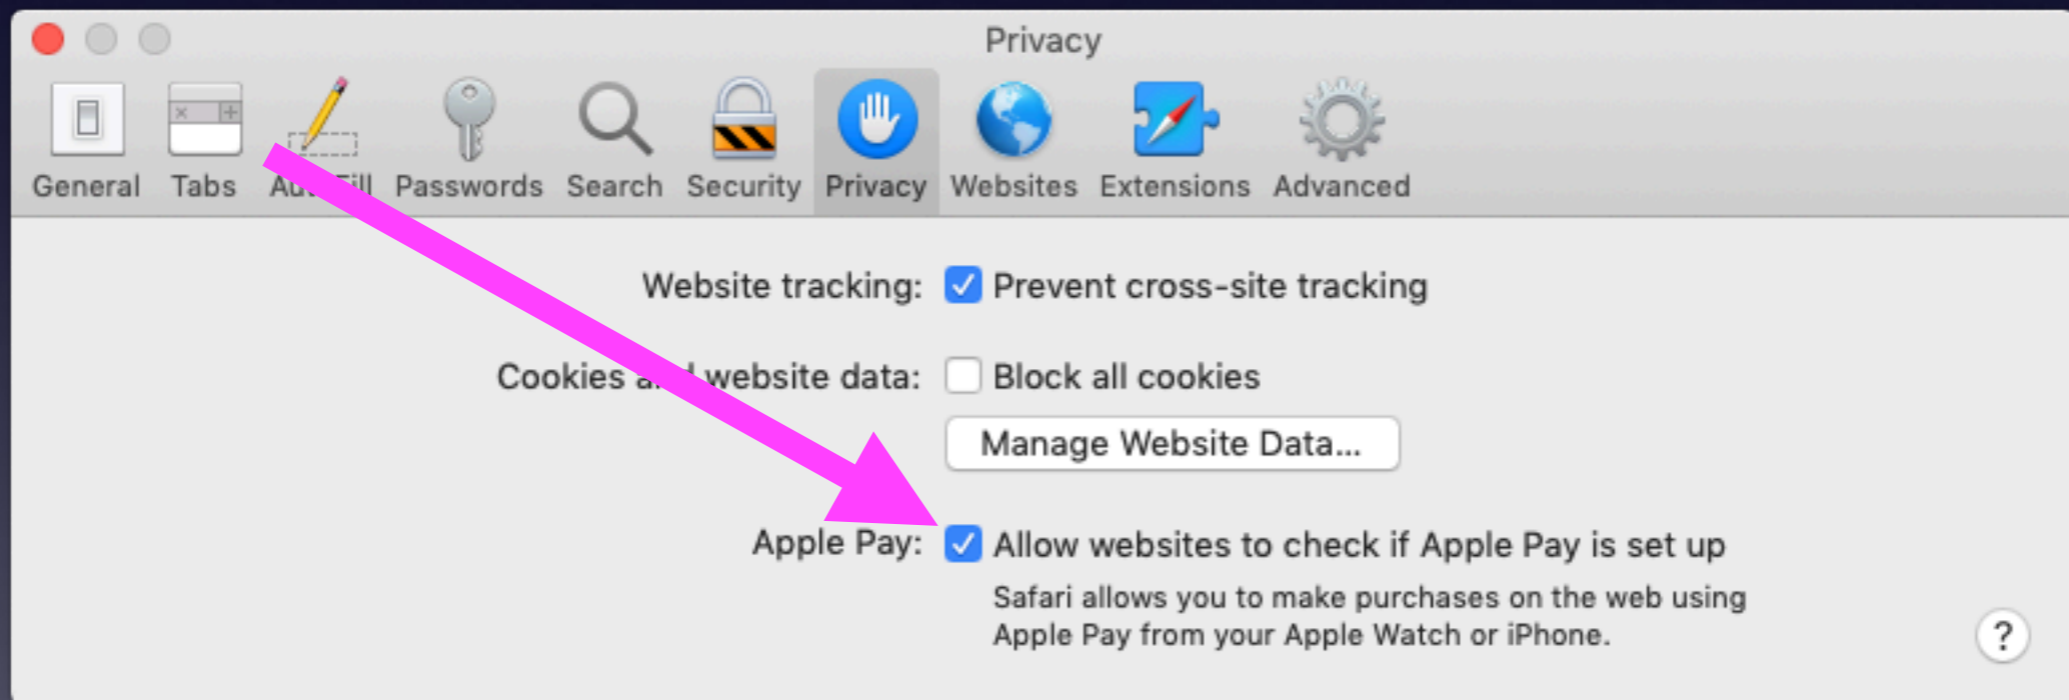 Privacy
General Tabs Passwords Search Security Privacy Websites Extensions Advanced
Website tracking: Prevent cross-site tracking
Cookies website data: Block all cookies
Manage Website Data...
Apple Pay: Allow websites to check if Apple Pay is set up
Safari allows you to make purchases on the web using
Apple Pay from your Apple Watch or iPhone.
?